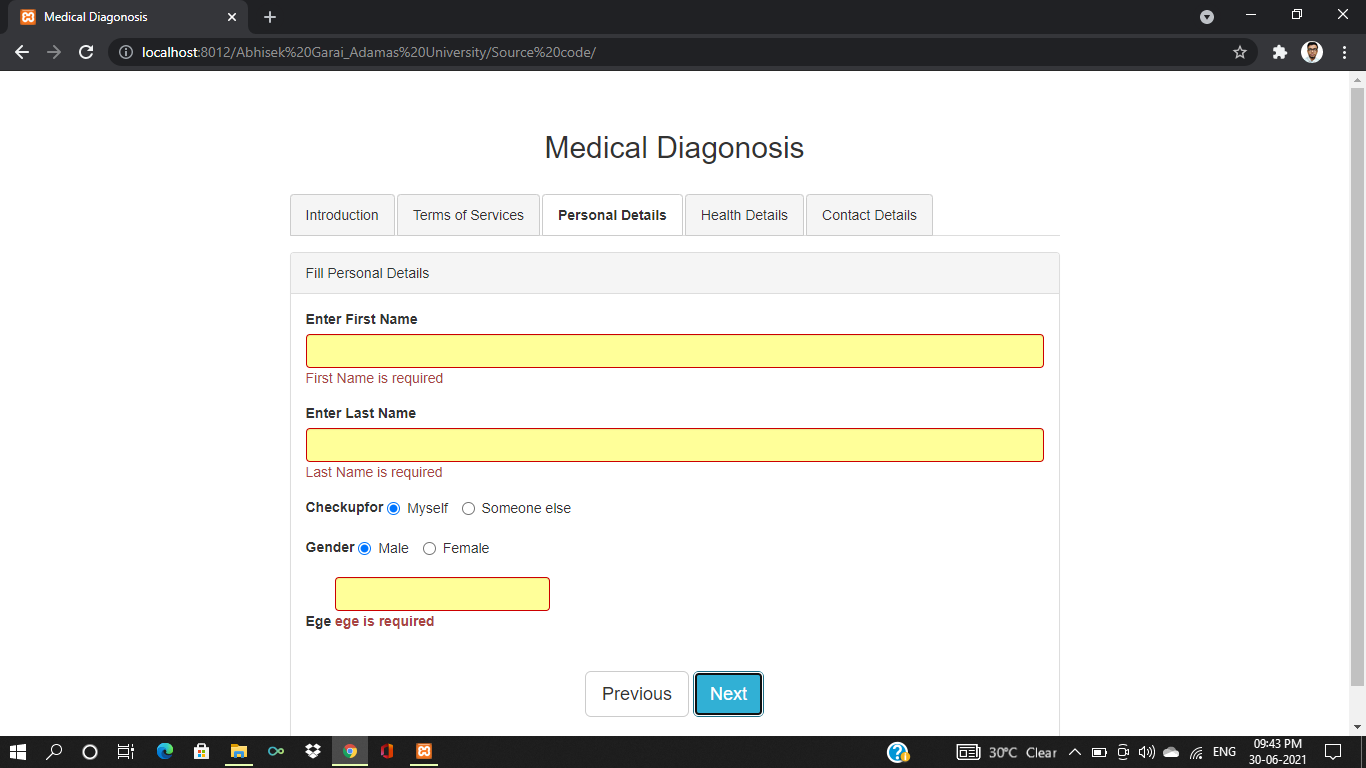 Medical Diagonosis
localhost:8012/Abhisek%20Garai_Adamas%20University/Source%20code/
Medical Diagonosis
Introduction Terms of Services Personal Details Health Details Contact Details
Fill Personal Details
Enter First Name
First Name is required
Enter Last Name
Last Name is required
Checkupfor Myself Someone else
Gender Male Female
Ege ege is required
Previous Next
30°C Clear ENG 09:43 PM
30-06-2021